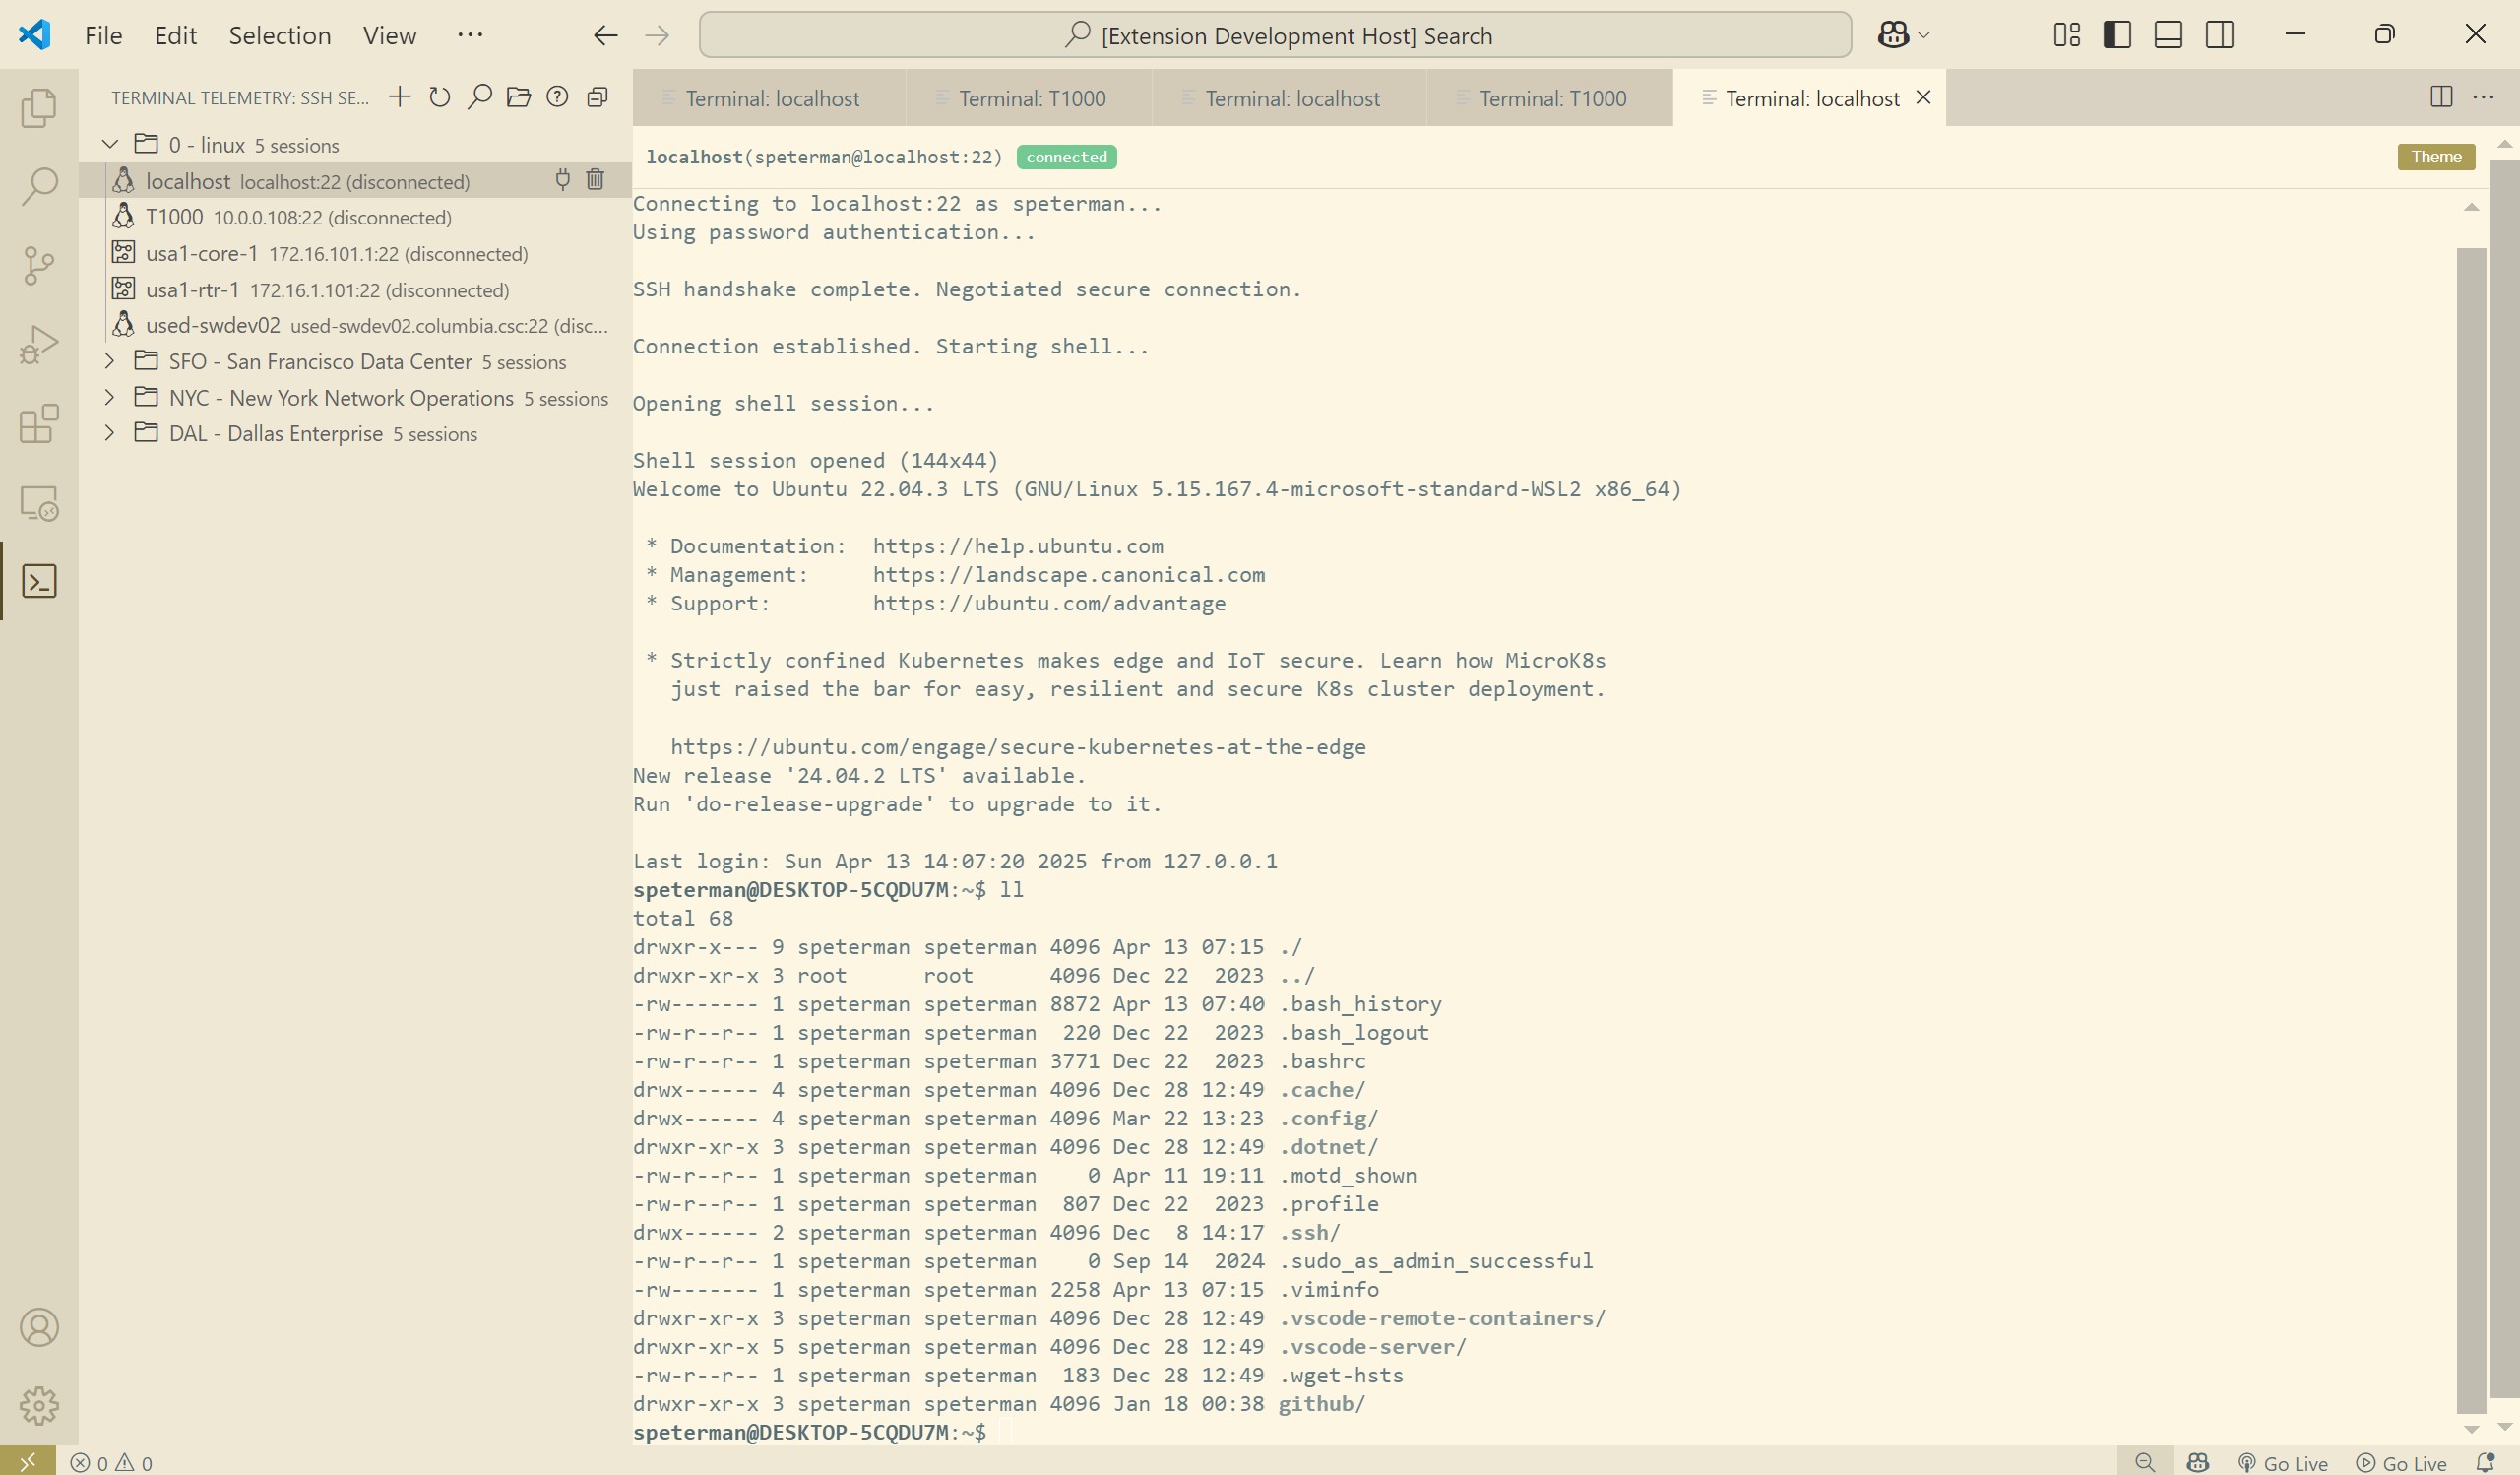 File Edit Selection View ···
[Extension Development Host] Search
TERMINAL TELEMETRY: SSH SE...
0 - linux 5 sessions
localhost localhost:22 (disconnected)
T1000 10.0.0.108:22 (disconnected)
usa1-core-1 172.16.101.1:22 (disconnected)
usa1-rtr-1 172.16.1.101:22 (disconnected)
used-swdev02 used-swdev02.columbia.csc:22 (disc...
SFO - San Francisco Data Center 5 sessions
NYC - New York Network Operations 5 sessions
DAL - Dallas Enterprise 5 sessions
Terminal: localhost
Terminal: T1000
Terminal: localhost
Terminal: T1000
Terminal: localhost
localhost(speterman@localhost:22) connected
Theme
Connecting to localhost:22 as speterman...
Using password authentication...
SSH handshake complete. Negotiated secure connection.
Connection established. Starting shell...
Opening shell session...
Shell session opened (144x44)
Welcome to Ubuntu 22.04.3 LTS (GNU/Linux 5.15.167.4-microsoft-standard-WSL2 x86_64)
* Documentation:  https://help.ubuntu.com
* Management:     https://landscape.canonical.com
* Support:        https://ubuntu.com/advantage
* Strictly confined Kubernetes makes edge and IoT secure. Learn how MicroK8s
just raised the bar for easy, resilient and secure K8s cluster deployment.
https://ubuntu.com/engage/secure-kubernetes-at-the-edge
New release '24.04.2 LTS' available.
Run 'do-release-upgrade' to upgrade to it.
Last login: Sun Apr 13 14:07:20 2025 from 127.0.0.1
speterman@DESKTOP-5CQDU7M:~$ ll
total 68
drwxr-x--- 9 speterman speterman 4096 Apr 13 07:15 ./
drwxr-xr-x 3 root      root      4096 Dec 22  2023 ../
-rw------- 1 speterman speterman 8872 Apr 13 07:40 .bash_history
-rw-r--r-- 1 speterman speterman  220 Dec 22  2023 .bash_logout
-rw-r--r-- 1 speterman speterman 3771 Dec 22  2023 .bashrc
drwx------ 4 speterman speterman 4096 Dec 28 12:49 .cache/
drwx------ 4 speterman speterman 4096 Mar 22 13:23 .config/
drwxr-xr-x 3 speterman speterman 4096 Dec 28 12:49 .dotnet/
-rw-r--r-- 1 speterman speterman    0 Apr 11 19:11 .motd_shown
-rw-r--r-- 1 speterman speterman  807 Dec 22  2023 .profile
drwx------ 2 speterman speterman 4096 Dec  8 14:17 .ssh/
-rw-r--r-- 1 speterman speterman    0 Sep 14  2024 .sudo_as_admin_successful
-rw------- 1 speterman speterman 2258 Apr 13 07:15 .viminfo
drwxr-xr-x 3 speterman speterman 4096 Dec 28 12:49 .vscode-remote-containers/
drwxr-xr-x 5 speterman speterman 4096 Dec 28 12:49 .vscode-server/
-rw-r--r-- 1 speterman speterman  183 Dec 28 12:49 .wget-hsts
drwxr-xr-x 3 speterman speterman 4096 Jan 18 00:38 github/
speterman@DESKTOP-5CQDU7M:~$
0 0
Go Live Go Live